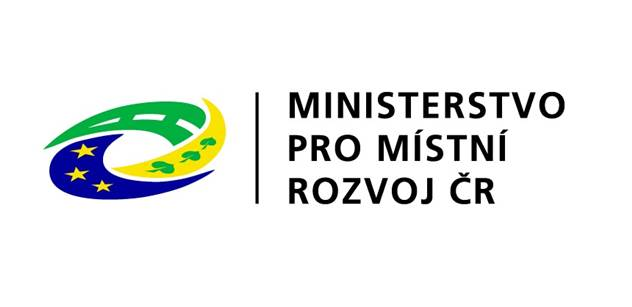 MINISTERSTVO
PRO MÍSTNÍ
ROZVOJ ČR